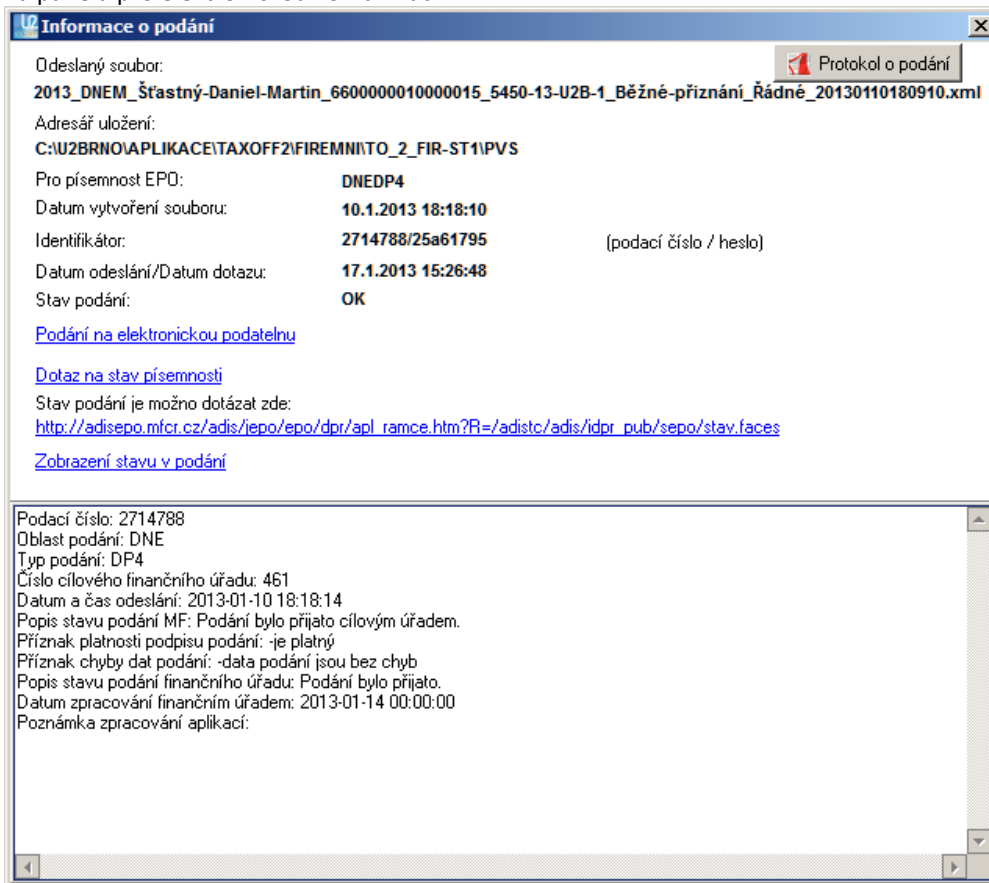 Informace o podání
Odeslaný soubor:
Protokol o podání
2013_DNEM_Šťastný-Daniel-Martin_6600000010000015_5450-13-U2B-1_Běžné-přiznání_Řádné_20130110180910.xml
Adresář uložení:
C:\U2BRNO\APLIKACE\TAXOFF2\FIREMNI\TO_2_FIR-ST1\PVS
Pro písemnost EPO: DNEDP4
Datum vytvoření souboru: 10.1.2013 18:18:10
Identifikátor: 2714788/25a61795 (podací číslo / heslo)
Datum odeslání/Datum dotazu: 17.1.2013 15:26:48
Stav podání: OK
Podání na elektronickou podatelnu
Dotaz na stav písemnosti
Stav podání je možno dotázat zde:
http://adisepo.mfcr.cz/adis/jepo/epo/dpr/apl_ramce.htm?R=/adistc/adis/idpr_pub/sepo/stav.faces
Zobrazení stavu v podání
Podací číslo: 2714788
Oblast podání: DNE
Typ podání: DP4
Číslo cílového finančního úřadu: 461
Datum a čas odeslání: 2013-01-10 18:18:14
Popis stavu podání MF: Podání bylo přijato cílovým úřadem.
Příznak platnosti podpisu podání: -je platný
Příznak chyby dat podání: -data podání jsou bez chyb
Popis stavu podání finančního úřadu: Podání bylo přijato.
Datum zpracování finančním úřadem: 2013-01-14 00:00:00
Poznámka zpracování aplikací: